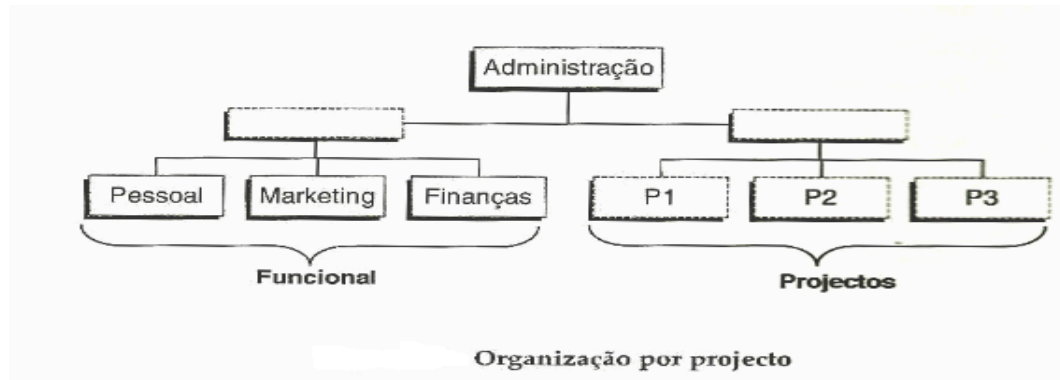 Administração
Pessoal Marketing Finanças P1 P2 P3
Funcional Projectos
Organização por projecto